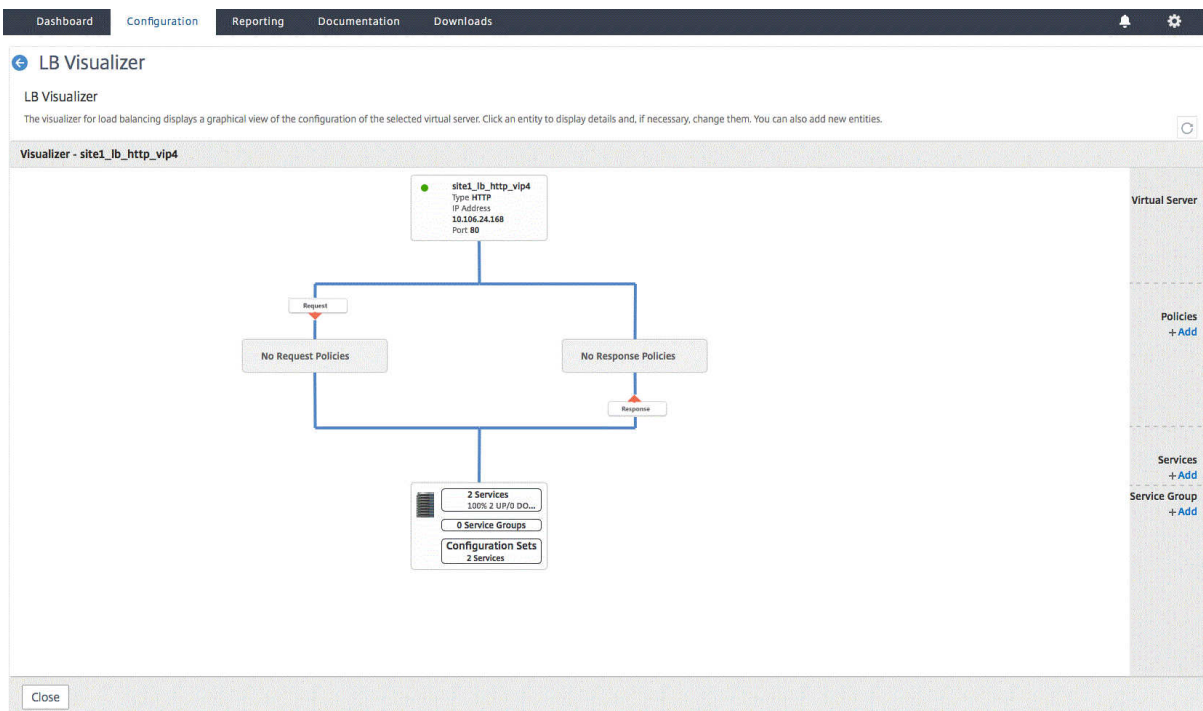 Dashboard Configuration Reporting Documentation Downloads
LB Visualizer
LB Visualizer
The visualizer for load balancing displays a graphical view of the configuration of the selected virtual server. Click an entity to display details and, if necessary, change them. You can also add new entities.
Visualizer - site1_lb_http_vip4
site1_lb_http_vip4
Type HTTP
IP Address
10.106.24.168
Port 80
Virtual Server
Request
Policies
+Add
No Request Policies
No Response Policies
Response
Services
+Add
Service Group
+Add
2 Services
100% 2 UP/0 DO...
0 Service Groups
Configuration Sets
2 Services
Close